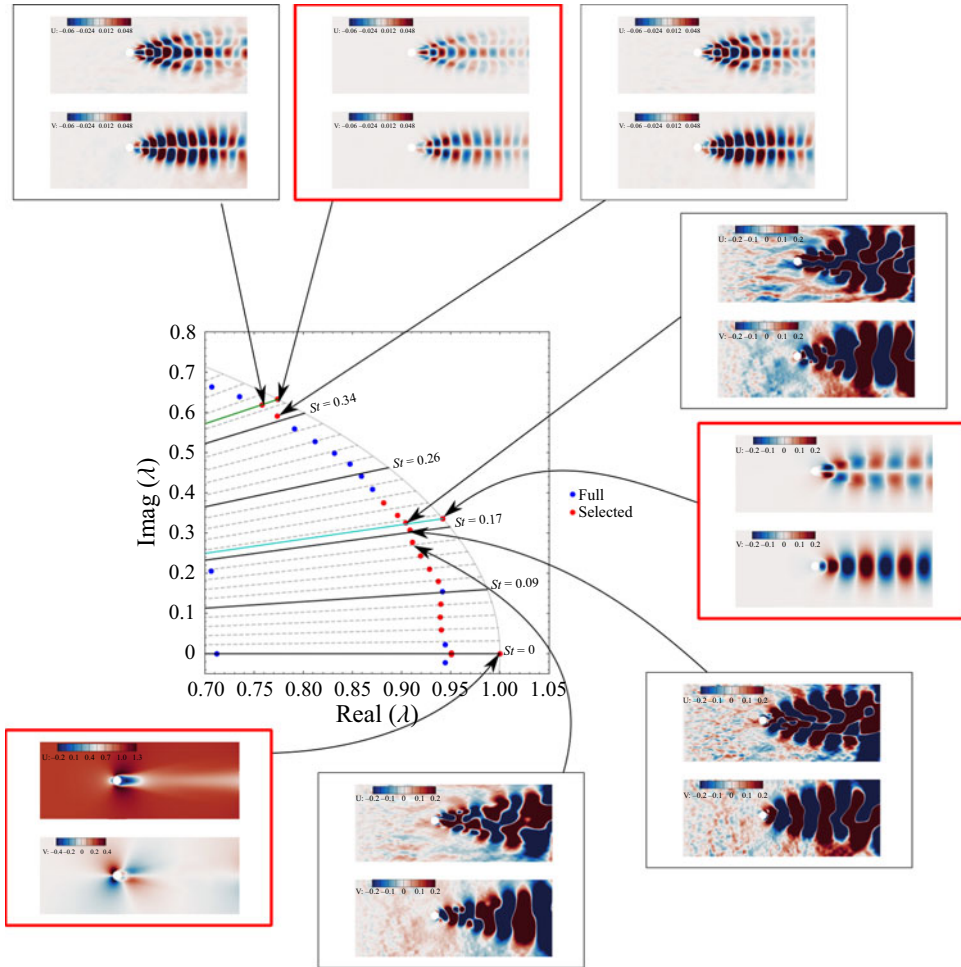 U: −0.06 −0.024 0.012 0.048
V: −0.06 −0.024 0.012 0.048
U: −0.06 −0.024 0.012 0.048
V: −0.06 −0.024 0.012 0.048
U: −0.06 −0.024 0.012 0.048
V: −0.06 −0.024 0.012 0.048
U: −0.2 −0.1 0 0.1 0.2
V: −0.2 −0.1 0 0.1 0.2
0.8
0.7
0.6
0.5
0.4
0.3
0.2
0.1
0
Imag (λ)
St = 0.34
St = 0.26
St = 0.17
St = 0.09
St = 0
Full
Selected
0.70 0.75 0.80 0.85 0.90 0.95 1.00 1.05
Real (λ)
U: −0.2 −0.1 0 0.1 0.2
V: −0.2 −0.1 0 0.1 0.2
U: −0.2 −0.1 0 0.1 0.2
V: −0.2 −0.1 0 0.1 0.2
U: −0.2 0.1 0.4 0.7 1.0 1.3
V: −0.4 −0.2 0 0.2 0.4
U: −0.2 −0.1 0 0.1 0.2
V: −0.2 −0.1 0 0.1 0.2